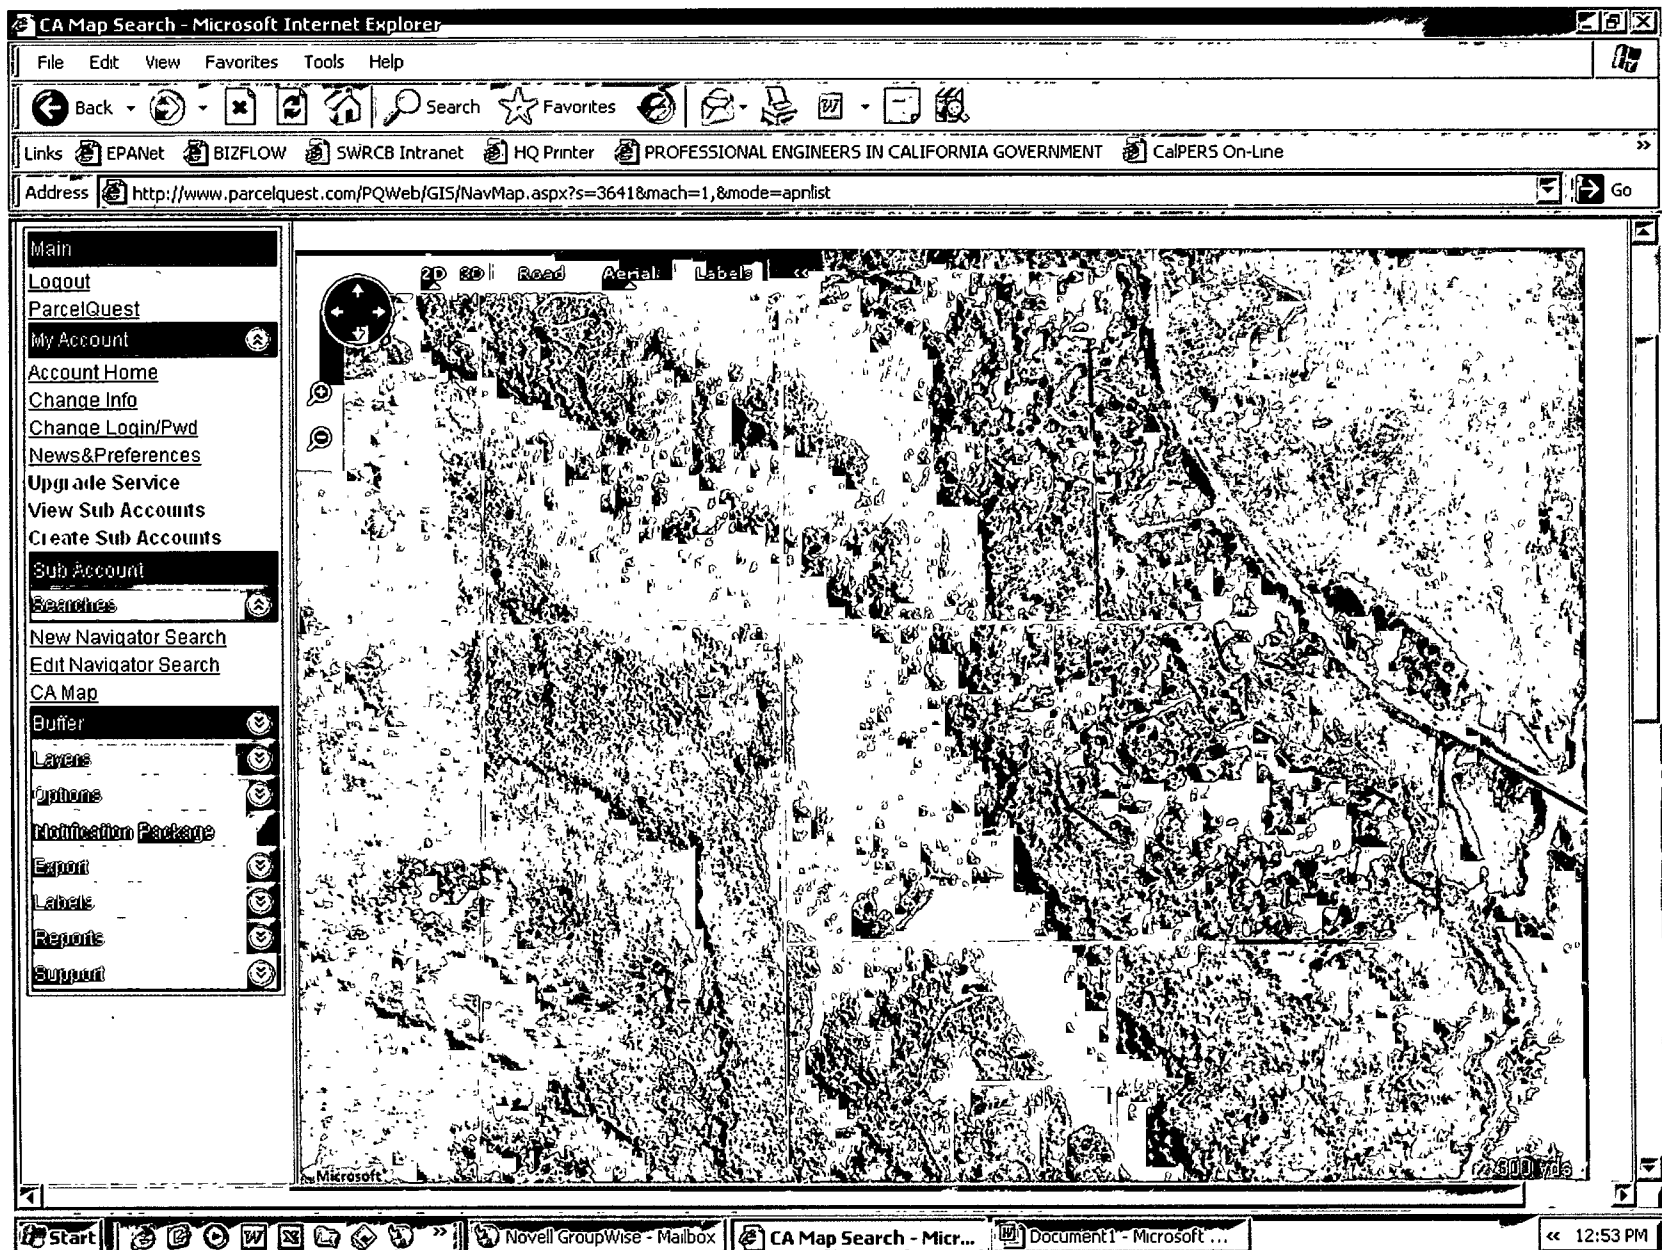 CA Map Search - Microsoft Internet Explorer
File Edit View Favorites Tools Help
Back Search Favorites
Links EPANet BIZFLOW SWRCB Intranet HQ Printer PROFESSIONAL ENGINEERS IN CALIFORNIA GOVERNMENT CalPERS On-Line »
Address http://www.parcelquest.com/PQWeb/GIS/NavMap.aspx?s=3641&mach=1,&mode=apnlist Go
Main
Logout
ParcelQuest
My Account
Account Home
Change Info
Change Login/Pwd
News&Preferences
Upgrade Service
View Sub Accounts
Create Sub Accounts
Sub Account
Searches
New Navigator Search
Edit Navigator Search
CA Map
Buffer
Layers
Options
Notification Package
Export
Labels
Reports
Support
2D 3D Road Aerial Labels «
Microsoft
Start » Novell GroupWise - Mailbox CA Map Search - Micr... Document1 - Microsoft ... « 12:53 PM